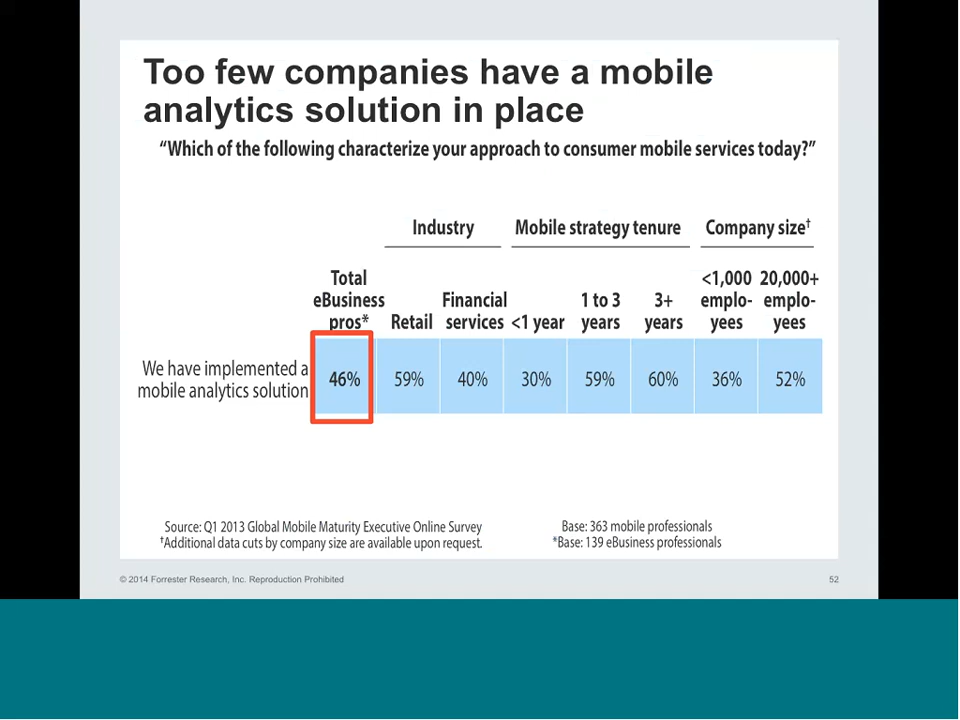 Too few companies have a mobile
analytics solution in place
“Which of the following characterize your approach to consumer mobile services today?”
Industry Mobile strategy tenure Company size†
Total eBusiness pros* Retail Financial services <1 year 1 to 3 years 3+ years <1,000 emplo-yees 20,000+ emplo-yees
We have implemented a
mobile analytics solution
46% 59% 40% 30% 59% 60% 36% 52%
Source: Q1 2013 Global Mobile Maturity Executive Online Survey
†Additional data cuts by company size are available upon request.
Base: 363 mobile professionals
*Base: 139 eBusiness professionals
© 2014 Forrester Research, Inc. Reproduction Prohibited 52